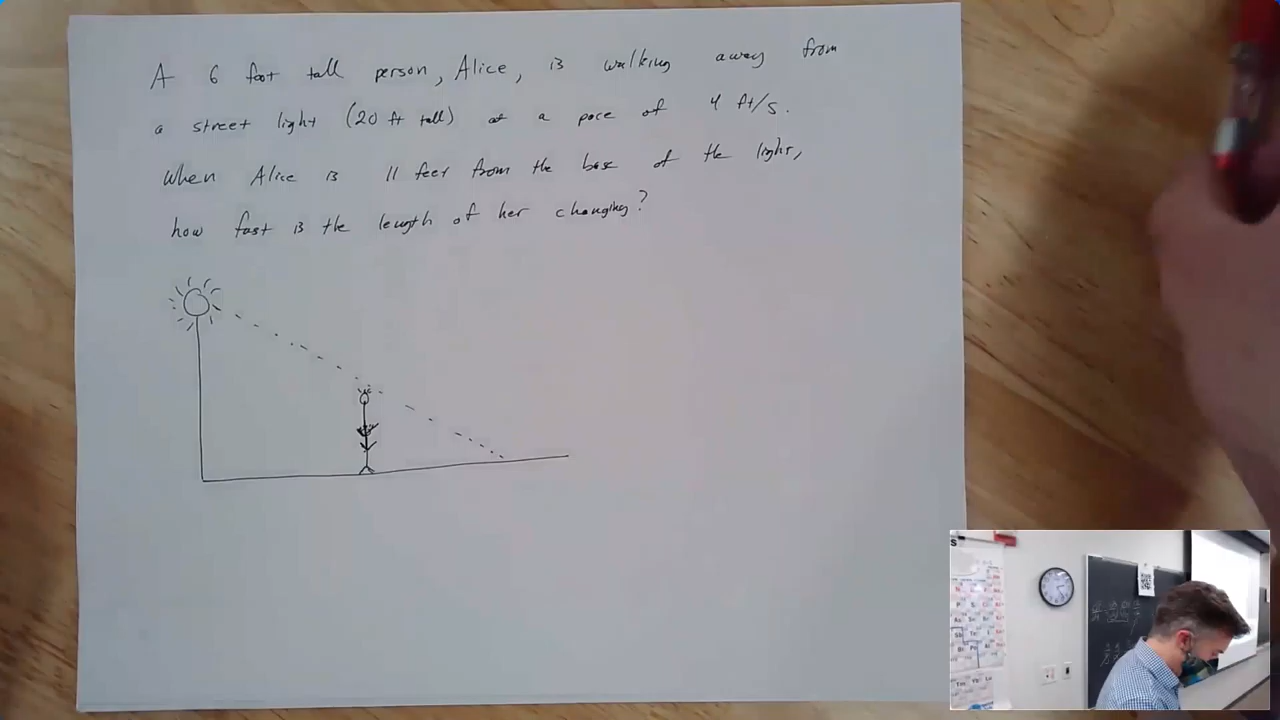 A 6 foot tall person, Alice, is walking away from
a street light (20 ft tall) at a pace of 4 ft/s.
When Alice is 11 feet from the base of the light,
how fast is the length of her changing?